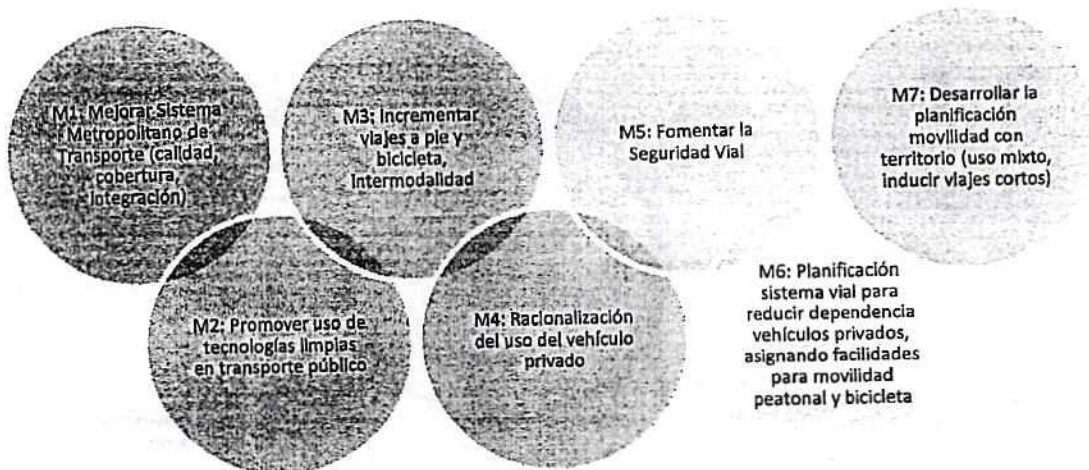 M1: Mejorar Sistema
Metropolitano de
Transporte (calidad,
cobertura,
integración)
M2: Promover uso de
tecnologías limpias
en transporte público
M3: Incrementar
viajes a pie y
bicicleta,
Intermodalidad
M4: Racionalización
del uso del vehículo
privado
M5: Fomentar la
Seguridad Vial
M6: Planificación
sistema vial para
reducir dependencia
vehículos privados,
asignando facilidades
para movilidad
peatonal y bicicleta
M7: Desarrollar la
planificación
movilidad con
territorio (uso mixto,
inducir viajes cortos)